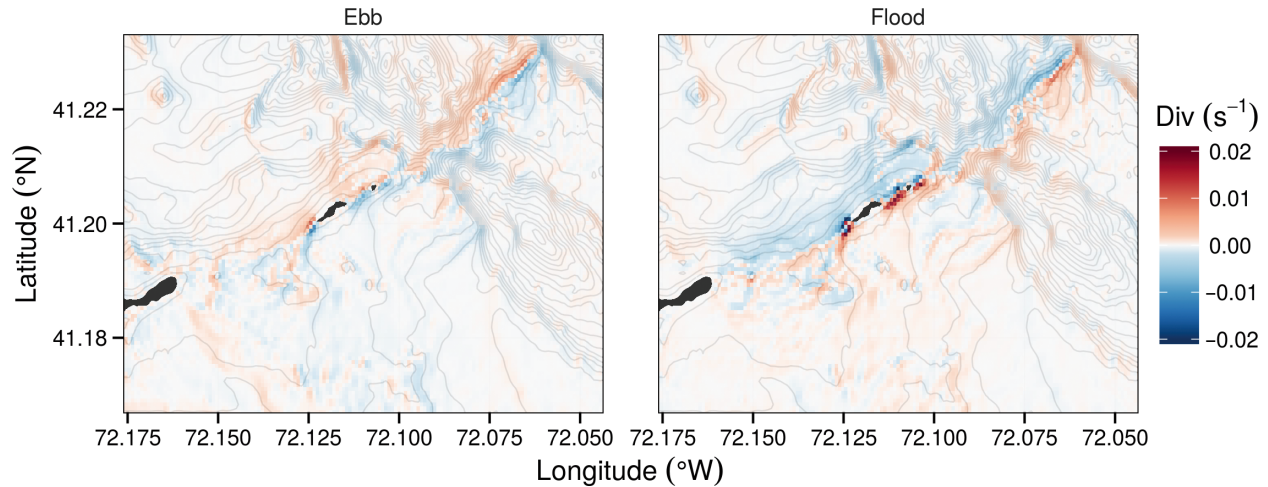 Ebb
Flood
Latitude (°N)
41.22
41.20
41.18
72.175 72.150 72.125 72.100 72.075 72.050
72.175 72.150 72.125 72.100 72.075 72.050
Longitude (°W)
Div (s⁻¹)
0.02
0.01
0.00
−0.01
−0.02